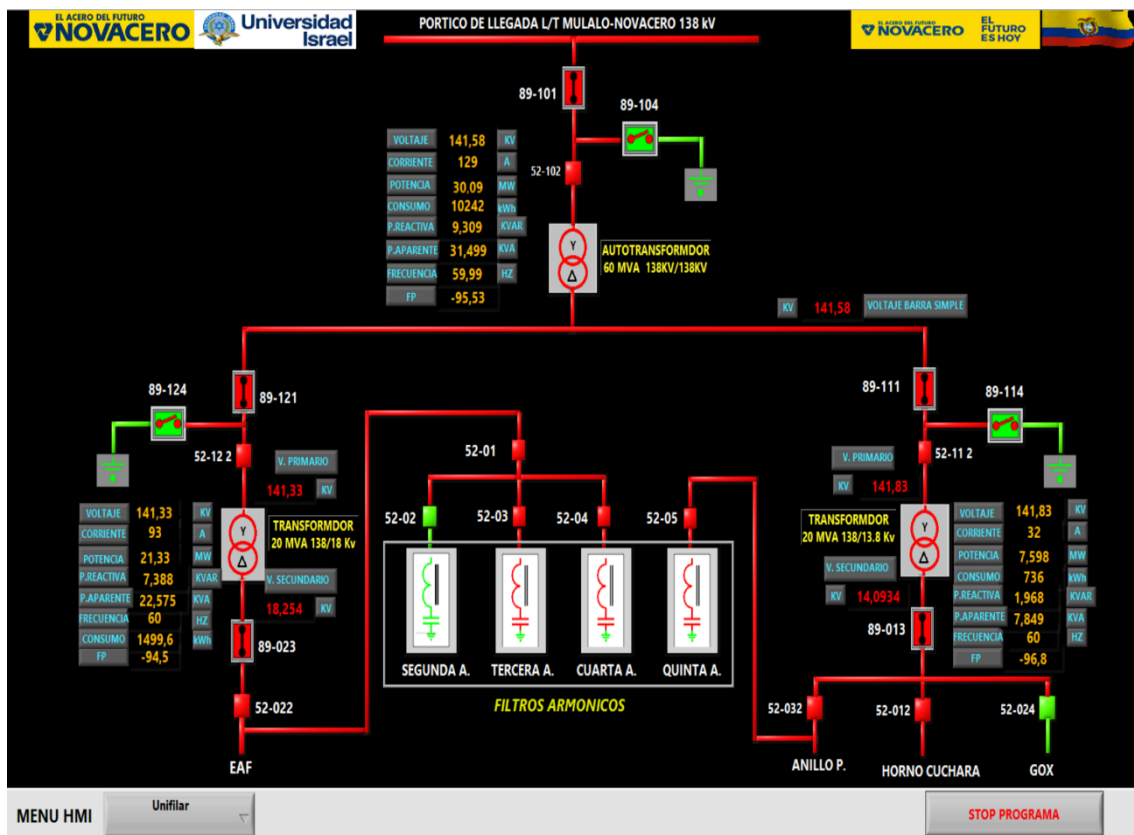 EL ACERO DEL FUTURO
NOVACERO
Universidad
Israel
PORTICO DE LLEGADA L/T MULALO-NOVACERO 138 kV
EL ACERO DEL FUTURO
NOVACERO
EL
FUTURO
ES HOY
89-101
89-104
52-102
VOLTAJE 141,58 KV
CORRIENTE 129 A
POTENCIA 30,09 MW
CONSUMO 10242 kWh
P.REACTIVA 9,309 KVAR
P.APARENTE 31,499 KVA
FRECUENCIA 59,99 HZ
FP -95,53
Y
Δ
AUTOTRANSFORMDOR
60 MVA 138KV/138KV
KV 141,58 VOLTAJE BARRA SIMPLE
89-124
89-121
52-12 2
V. PRIMARIO
141,33 KV
VOLTAJE 141,33 KV
CORRIENTE 93 A
POTENCIA 21,33 MW
P.REACTIVA 7,388 KVAR
P.APARENTE 22,575 KVA
FRECUENCIA 60 HZ
CONSUMO 1499,6 kWh
FP -94,5
Y
Δ
TRANSFORMDOR
20 MVA 138/18 Kv
V. SECUNDARIO
18,254 KV
89-023
52-022
EAF
52-01
52-02
52-03
52-04
52-05
SEGUNDA A.
TERCERA A.
CUARTA A.
QUINTA A.
FILTROS ARMONICOS
89-111
89-114
52-11 2
V. PRIMARIO
KV 141,83
TRANSFORMDOR
20 MVA 138/13.8 Kv
Y
Δ
V. SECUNDARIO
KV 14,0934
VOLTAJE 141,83 KV
CORRIENTE 32 A
POTENCIA 7,598 MW
CONSUMO 736 kWh
P.REACTIVA 1,968 KVAR
P.APARENTE 7,849 KVA
FRECUENCIA 60 HZ
FP -96,8
89-013
52-032
52-012
52-024
ANILLO P.
HORNO CUCHARA
GOX
MENU HMI
Unifilar
STOP PROGRAMA